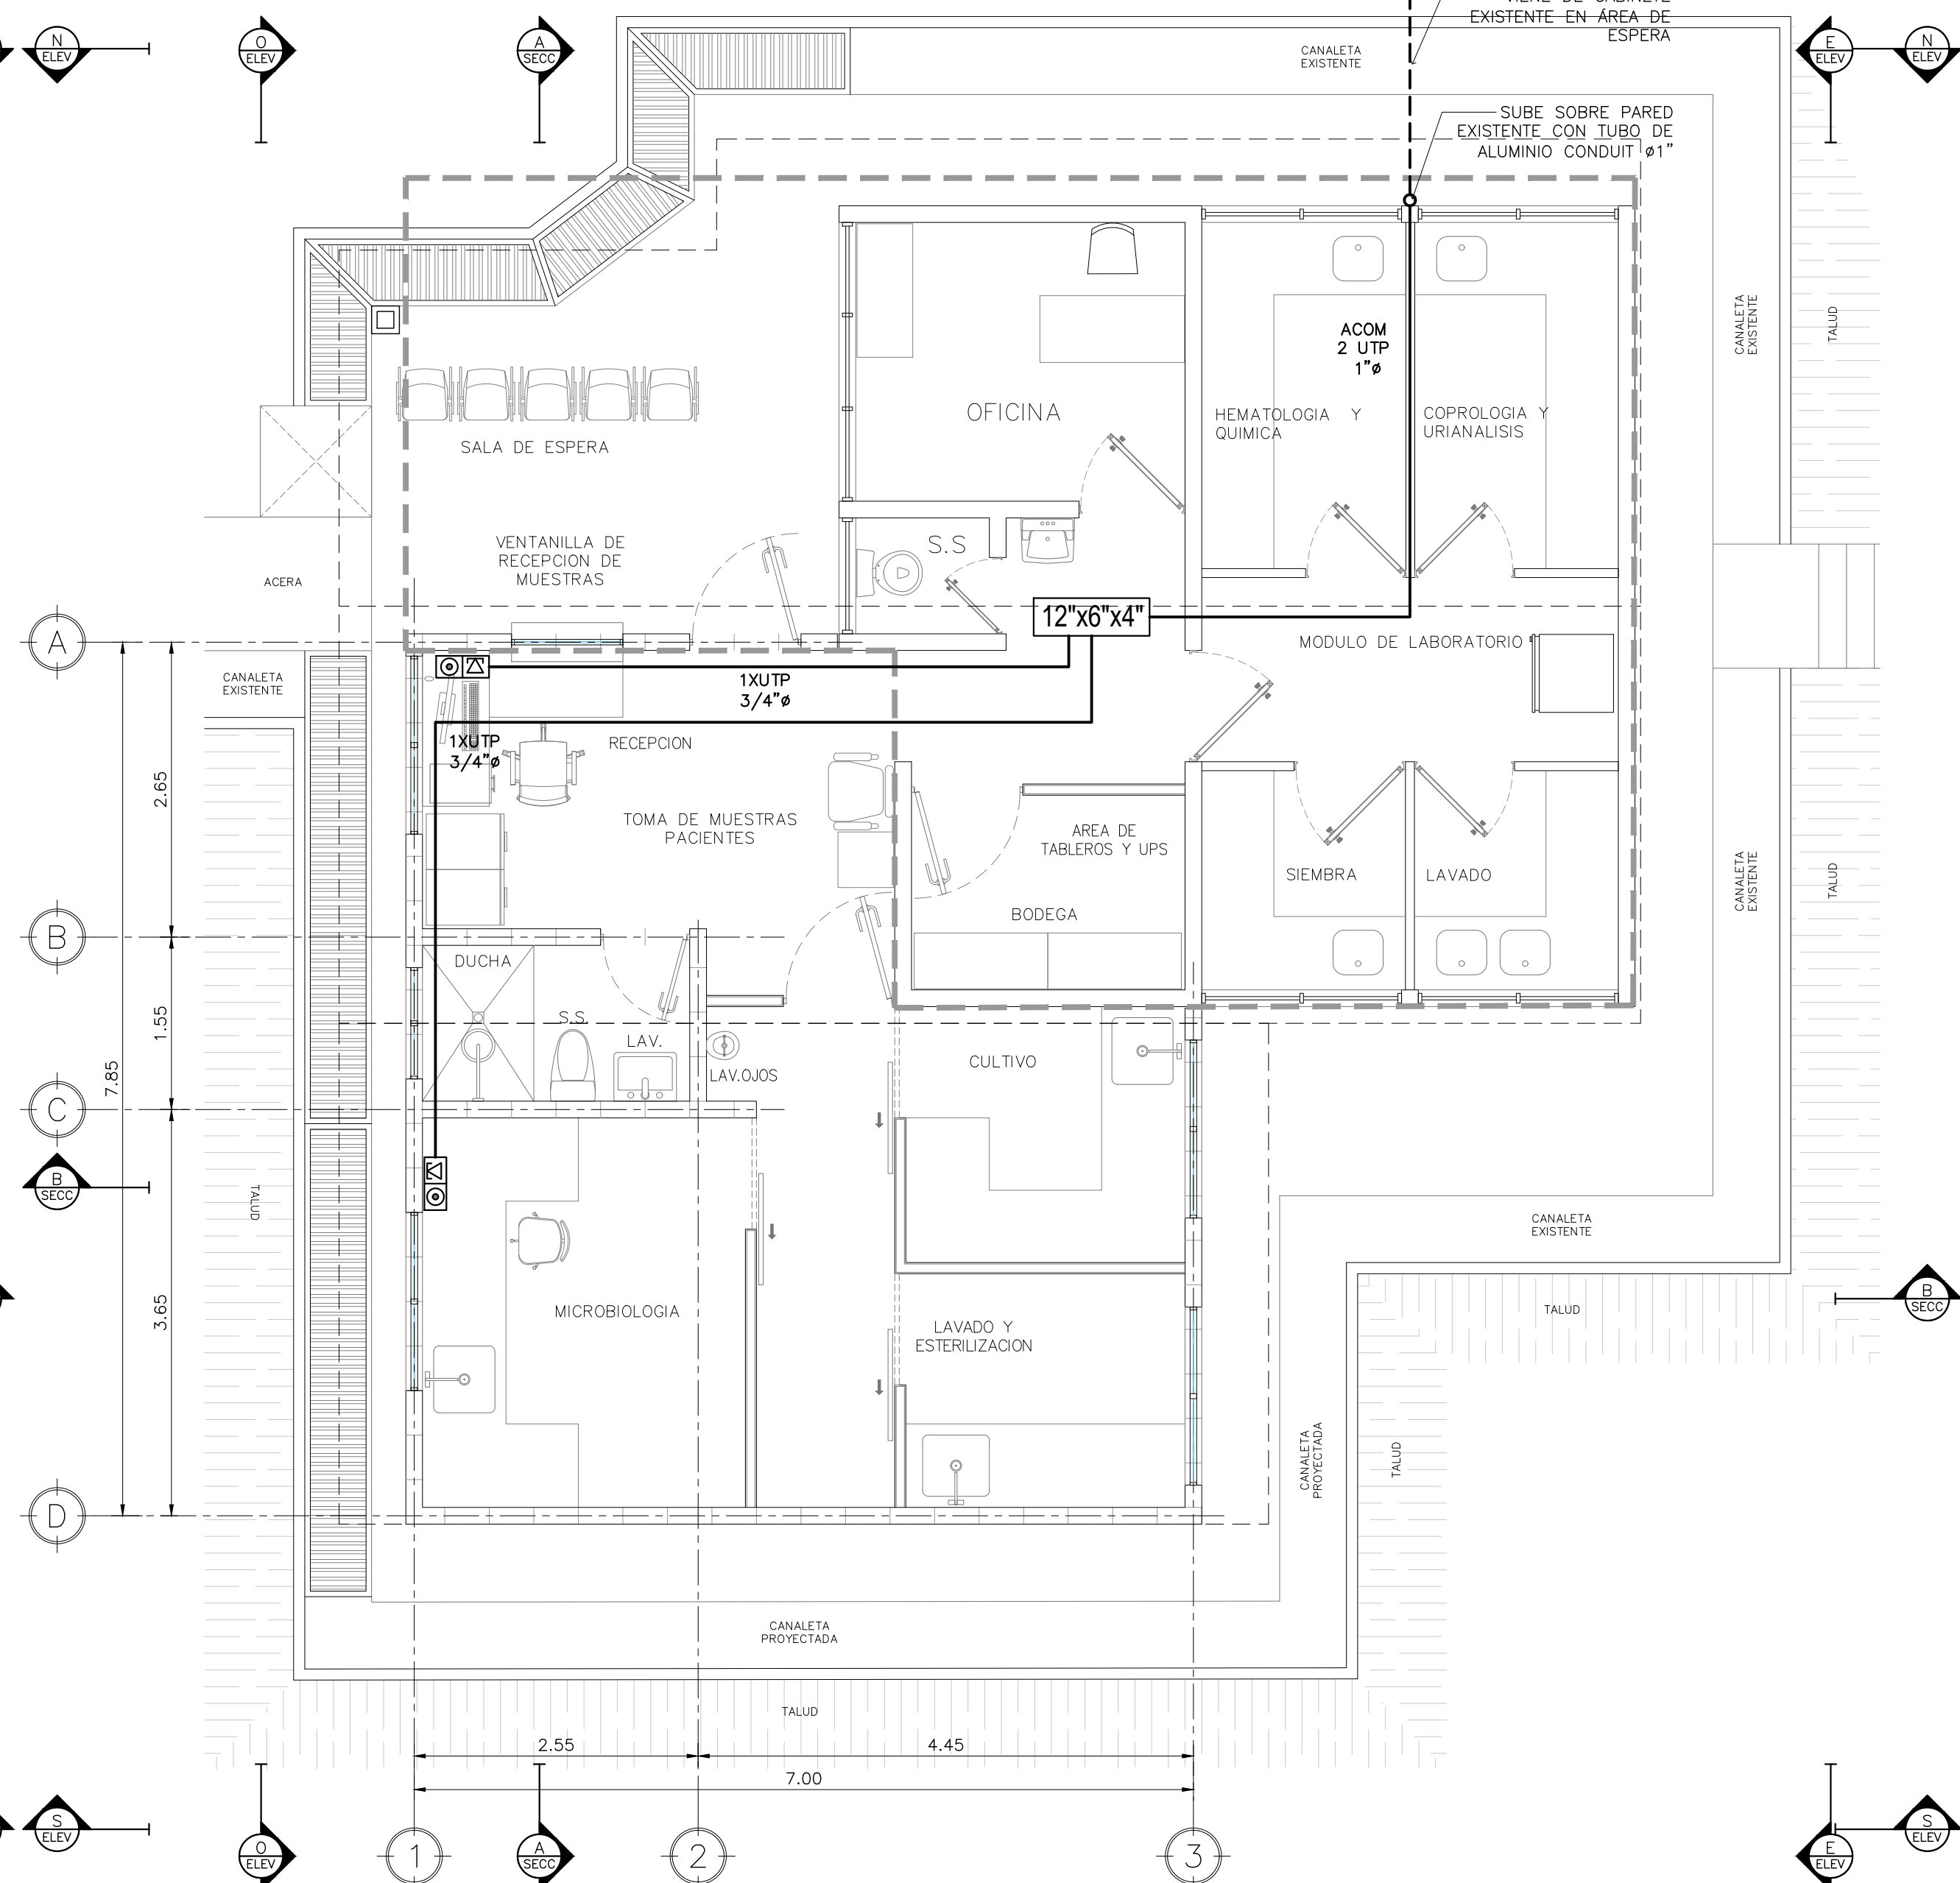 VIENE DE GABINETE
EXISTENTE EN ÁREA DE
ESPERA
N
ELEV
O
ELEV
A
SECC
CANALETA
EXISTENTE
E
ELEV
N
ELEV
SUBE SOBRE PARED
EXISTENTE CON TUBO DE
ALUMINIO CONDUIT ø1"
ACOM
2 UTP
1"ø
CANALETA
EXISTENTE
TALUD
OFICINA
HEMATOLOGIA Y
QUIMICA
COPROLOGIA Y
URIANALISIS
SALA DE ESPERA
VENTANILLA DE
RECEPCION DE
MUESTRAS
S.S
ACERA
12"x6"x4"
A
MODULO DE LABORATORIO
CANALETA
EXISTENTE
1XUTP
3/4"ø
1XUTP
3/4"ø
RECEPCION
2.65
TOMA DE MUESTRAS
PACIENTES
AREA DE
TABLEROS Y UPS
SIEMBRA
LAVADO
CANALETA
EXISTENTE
TALUD
BODEGA
B
DUCHA
S.S.
LAV.
LAV.OJOS
1.55
7.85
CULTIVO
C
B
SECC
TALUD
CANALETA
EXISTENTE
3.65
MICROBIOLOGIA
LAVADO Y
ESTERILIZACION
TALUD
B
SECC
CANALETA
PROYECTADA
TALUD
D
CANALETA
PROYECTADA
TALUD
2.55
4.45
7.00
S
ELEV
O
ELEV
1
A
SECC
2
3
E
ELEV
S
ELEV